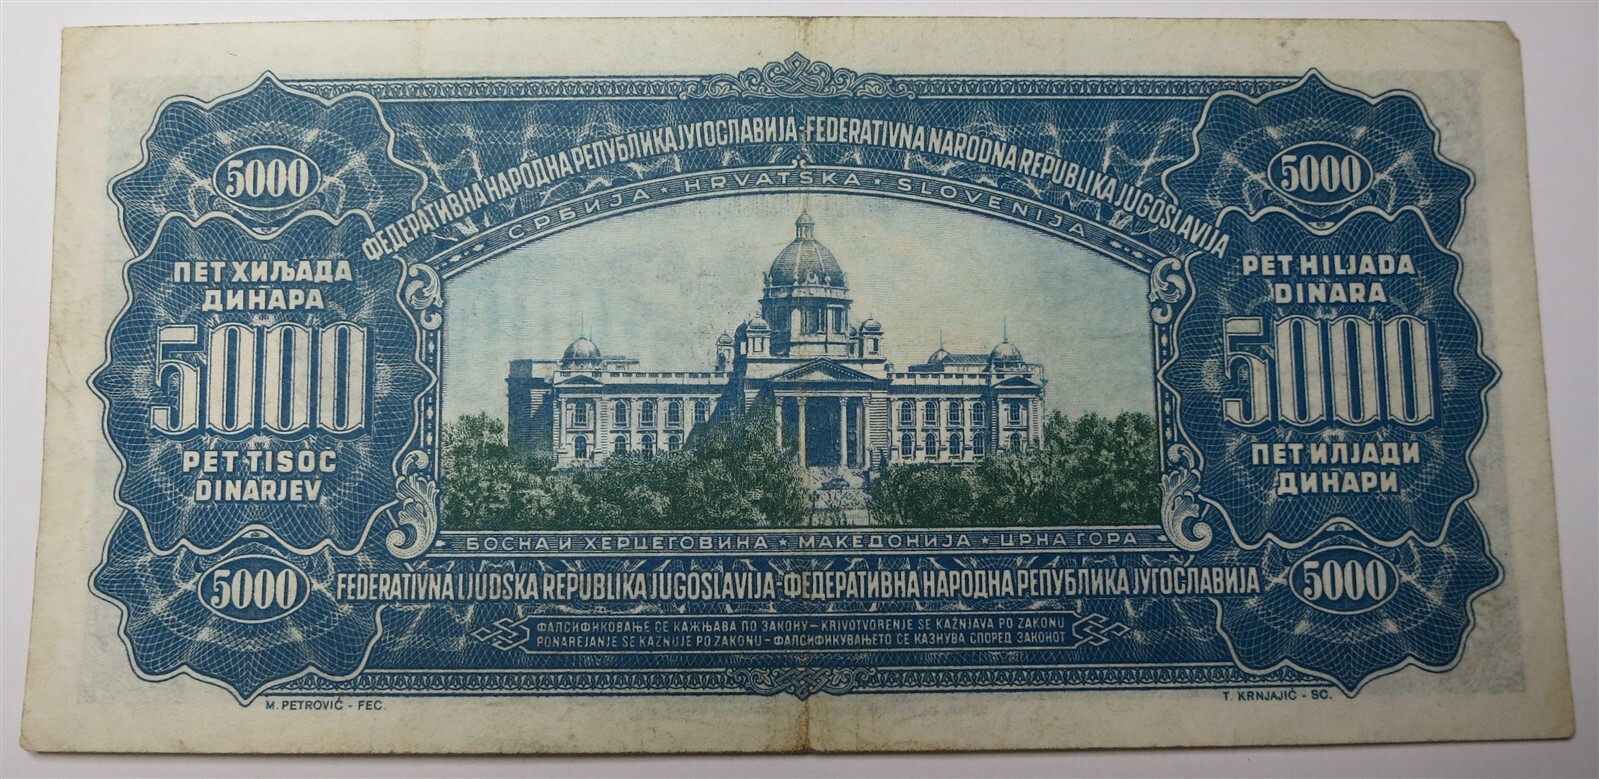 ФЕДЕРАТИВНА НАРОДНА РЕПУБЛИКА ЈУГОСЛАВИЈА - FEDERATIVNA NARODNA REPUBLIKA JUGOSLAVIJA
СРБИЈА ★ HRVATSKA ★ SLOVENIJA
5000
5000
ПЕТ ХИЉАДА
ДИНАРА
5000
PET TISOČ
DINARJEV
PET HILJADA
DINARA
5000
ПЕТ ИЛЈАДИ
ДИНАРИ
БОСНА И ХЕРЦЕГОВИНА ★ МАКЕДОНИЈА ★ ЦРНА ГОРА
5000
FEDERATIVNA LJUDSKA REPUBLIKA JUGOSLAVIJA - ФЕДЕРАТИВНА НАРОДНА РЕПУБЛИКА ЈУГОСЛАВИЈА
5000
ФАЛСИФИКОВАЊЕ СЕ КАЖЊАВА ПО ЗАКОНУ – KRIVOTVORENJE SE KAŽNJAVA PO ZAKONU
PONAREJANJE SE KAZNUJE PO ZAKONU – ФАЛСИФИКУВАЊЕТО СЕ КАЗНУВА СПОРЕД ЗАКОНОТ
M. PETROVIĆ - FEC.
T. KRNJAJIĆ - SC.